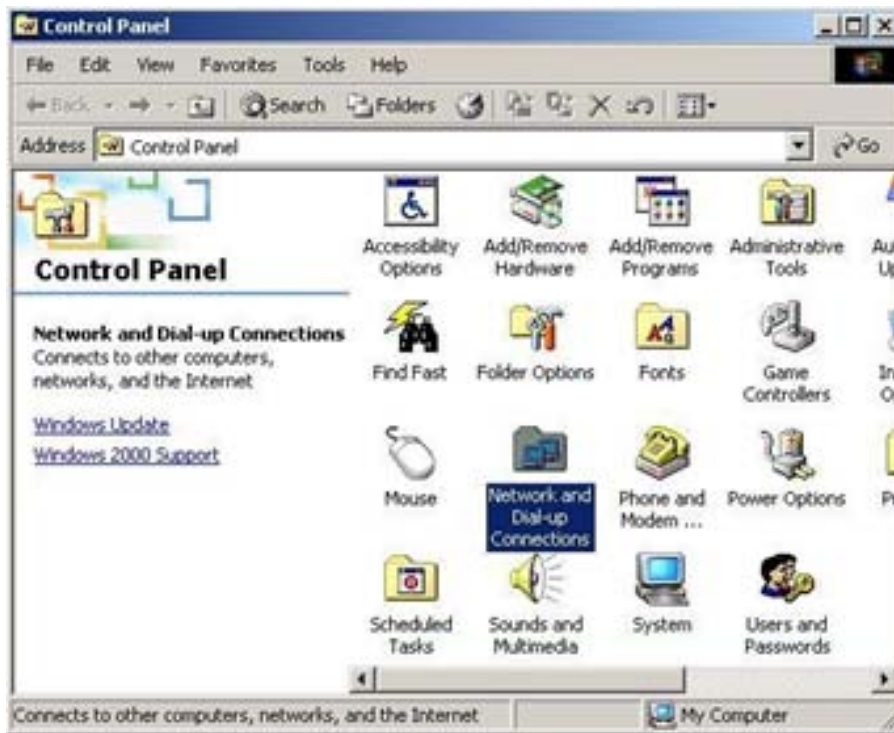 Control Panel
File Edit View Favorites Tools Help
Back Search Folders
Address Control Panel Go
Control Panel
Network and Dial-up Connections
Connects to other computers,
networks, and the Internet
Windows Update
Windows 2000 Support
Accessibility
Options
Add/Remove
Hardware
Add/Remove
Programs
Administrative
Tools
Find Fast
Folder Options
Fonts
Game
Controllers
Mouse
Network and
Dial-up
Connections
Phone and
Modem ...
Power Options
Scheduled
Tasks
Sounds and
Multimedia
System
Users and
Passwords
Connects to other computers, networks, and the Internet
My Computer